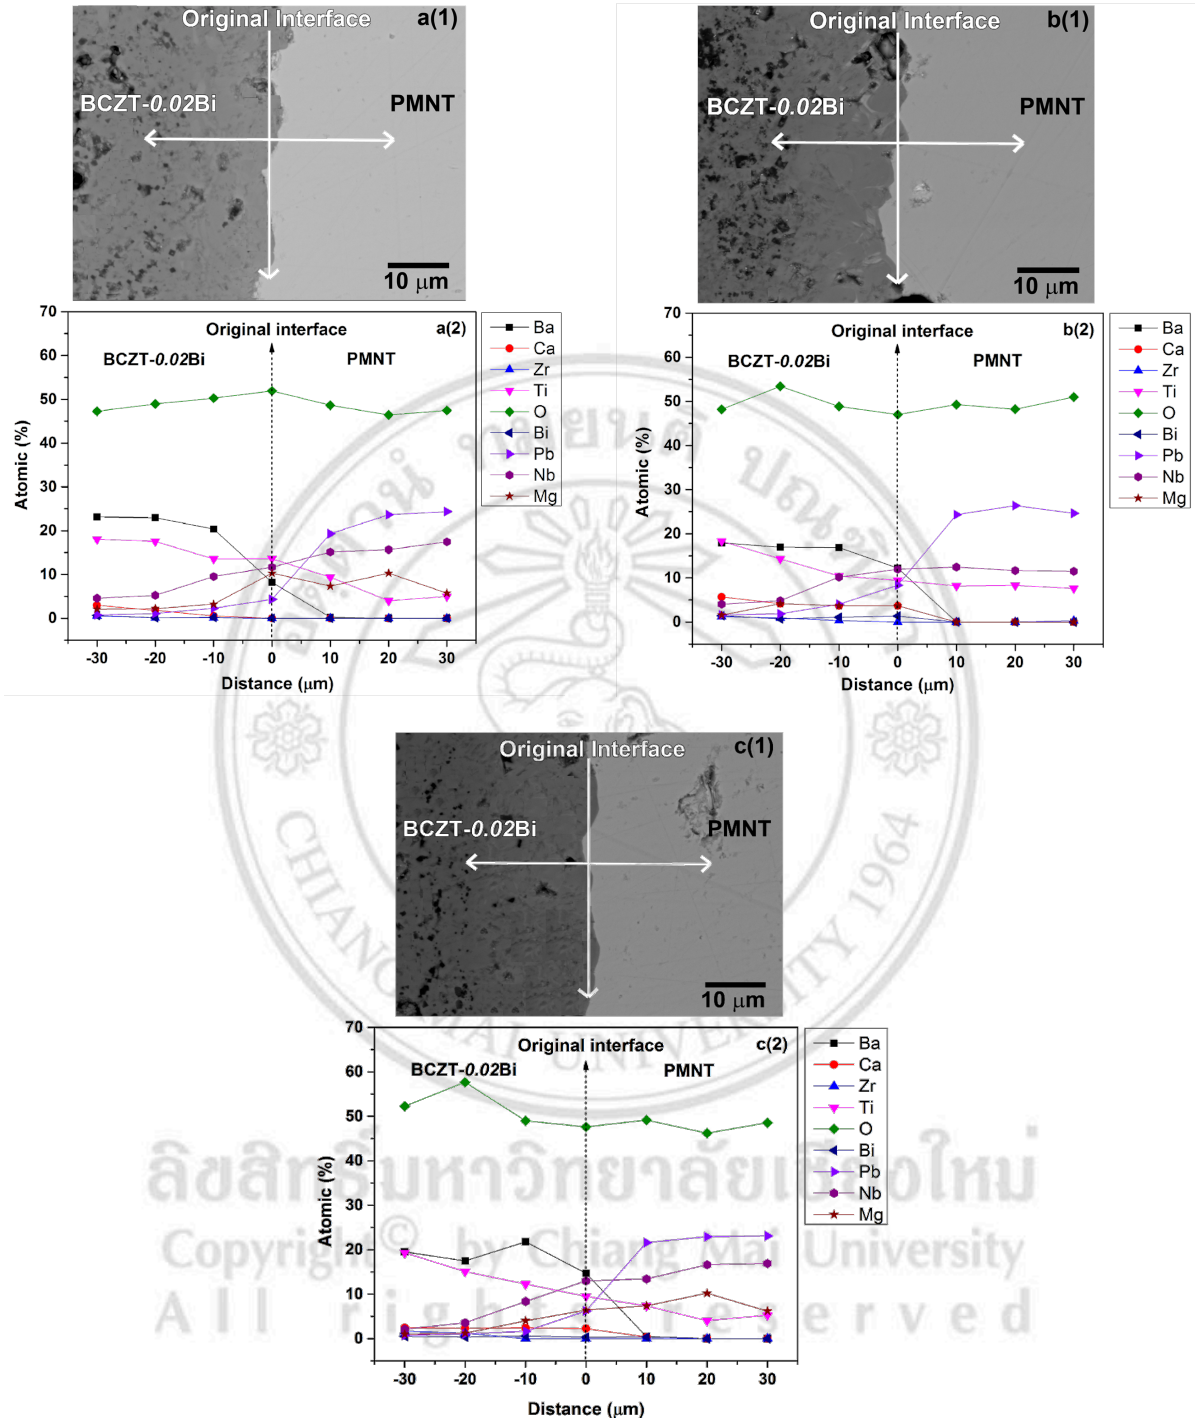 Original Interface
a(1)
BCZT-0.02Bi
PMNT
10 μm
Original Interface
b(1)
BCZT-0.02Bi
PMNT
10 μm
70
60
50
40
30
20
10
0
Atomic (%)
Original interface
a(2)
BCZT-0.02Bi
PMNT
-30 -20 -10 0 10 20 30
Distance (μm)
Ba
Ca
Zr
Ti
O
Bi
Pb
Nb
Mg
70
60
50
40
30
20
10
0
Atomic (%)
Original interface
b(2)
BCZT-0.02Bi
PMNT
-30 -20 -10 0 10 20 30
Distance (μm)
Ba
Ca
Zr
Ti
O
Bi
Pb
Nb
Mg
Original Interface
c(1)
BCZT-0.02Bi
PMNT
10 μm
70
60
50
40
30
20
10
0
Atomic (%)
Original interface
c(2)
BCZT-0.02Bi
PMNT
-30 -20 -10 0 10 20 30
Distance (μm)
Ba
Ca
Zr
Ti
O
Bi
Pb
Nb
Mg
CHIANG MAI UNIVERSITY 1964
ลิขสิทธิ์มหาวิทยาลัยเชียงใหม่
Copyright© by Chiang Mai University
All rights reserved